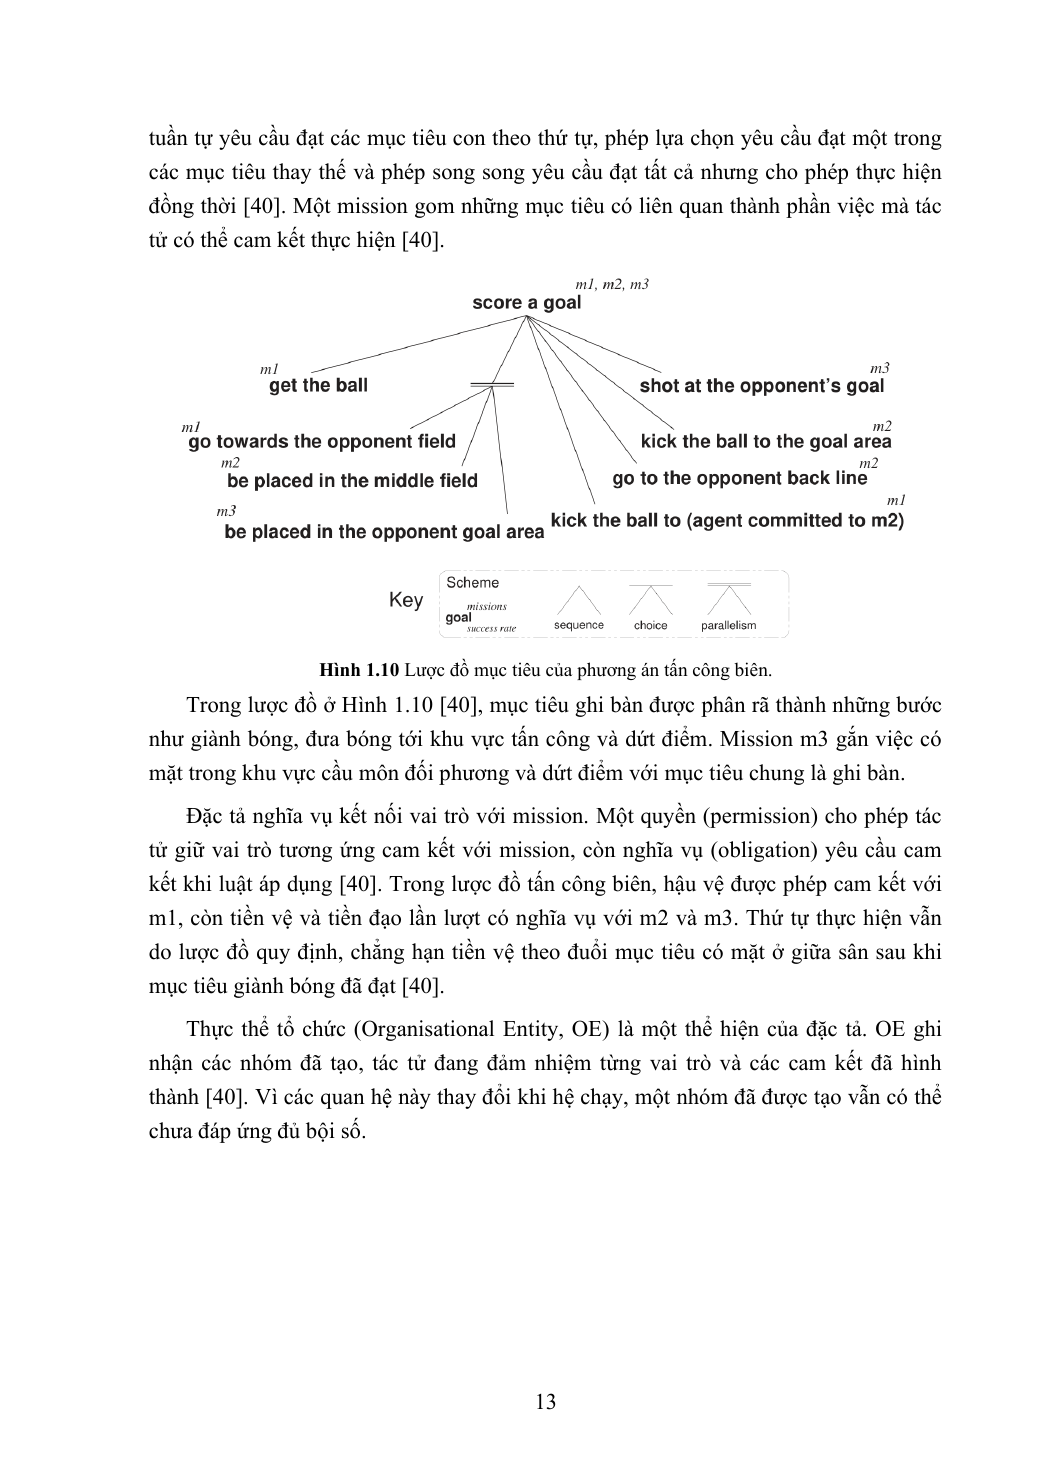 tuần tự yêu cầu đạt các mục tiêu con theo thứ tự, phép lựa chọn yêu cầu đạt một trong
các mục tiêu thay thế và phép song song yêu cầu đạt tất cả nhưng cho phép thực hiện
đồng thời [40]. Một mission gom những mục tiêu có liên quan thành phần việc mà tác
tử có thể cam kết thực hiện [40].
m1, m2, m3
score a goal
m1
get the ball
m3
shot at the opponent's goal
m1
go towards the opponent field
m2
kick the ball to the goal area
m2
be placed in the middle field
m2
go to the opponent back line
m3
be placed in the opponent goal area
m1
kick the ball to (agent committed to m2)
Key
Scheme
missions
goal
success rate
sequence
choice
parallelism
Hình 1.10 Lược đồ mục tiêu của phương án tấn công biên.
Trong lược đồ ở Hình 1.10 [40], mục tiêu ghi bàn được phân rã thành những bước
như giành bóng, đưa bóng tới khu vực tấn công và dứt điểm. Mission m3 gắn việc có
mặt trong khu vực cầu môn đối phương và dứt điểm với mục tiêu chung là ghi bàn.
Đặc tả nghĩa vụ kết nối vai trò với mission. Một quyền (permission) cho phép tác
tử giữ vai trò tương ứng cam kết với mission, còn nghĩa vụ (obligation) yêu cầu cam
kết khi luật áp dụng [40]. Trong lược đồ tấn công biên, hậu vệ được phép cam kết với
m1, còn tiền vệ và tiền đạo lần lượt có nghĩa vụ với m2 và m3. Thứ tự thực hiện vẫn
do lược đồ quy định, chẳng hạn tiền vệ theo đuổi mục tiêu có mặt ở giữa sân sau khi
mục tiêu giành bóng đã đạt [40].
Thực thể tổ chức (Organisational Entity, OE) là một thể hiện của đặc tả. OE ghi
nhận các nhóm đã tạo, tác tử đang đảm nhiệm từng vai trò và các cam kết đã hình
thành [40]. Vì các quan hệ này thay đổi khi hệ chạy, một nhóm đã được tạo vẫn có thể
chưa đáp ứng đủ bội số.
13